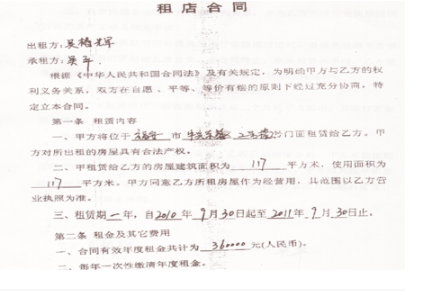 租店合同
出租方:吴
承租方:
根据《中华人民共和国合同法》及有关规定,为明确甲方与乙方的权
利义务关系,双方在自愿、平等、等价有偿的原则下经过充分协商,特
定立本合同。
第一条 租赁内容
一、甲方将位于 市 门面租赁给乙方。甲
方对所出租的房屋具有合法产权。
二、甲租赁给乙方的房屋建筑面积为 117 平方米,使用面积为
117 平方米。甲方同意乙方所租房屋作为经营用,其范围以乙方营
业执照为准。
三、租赁期一年,自2010年9月30日起至2011年9月30日止。
第二条 租金及其它费用
一、合同有效年度租金共计为 360000 元(人民币)。
二、每年一次性缴清年度租金。